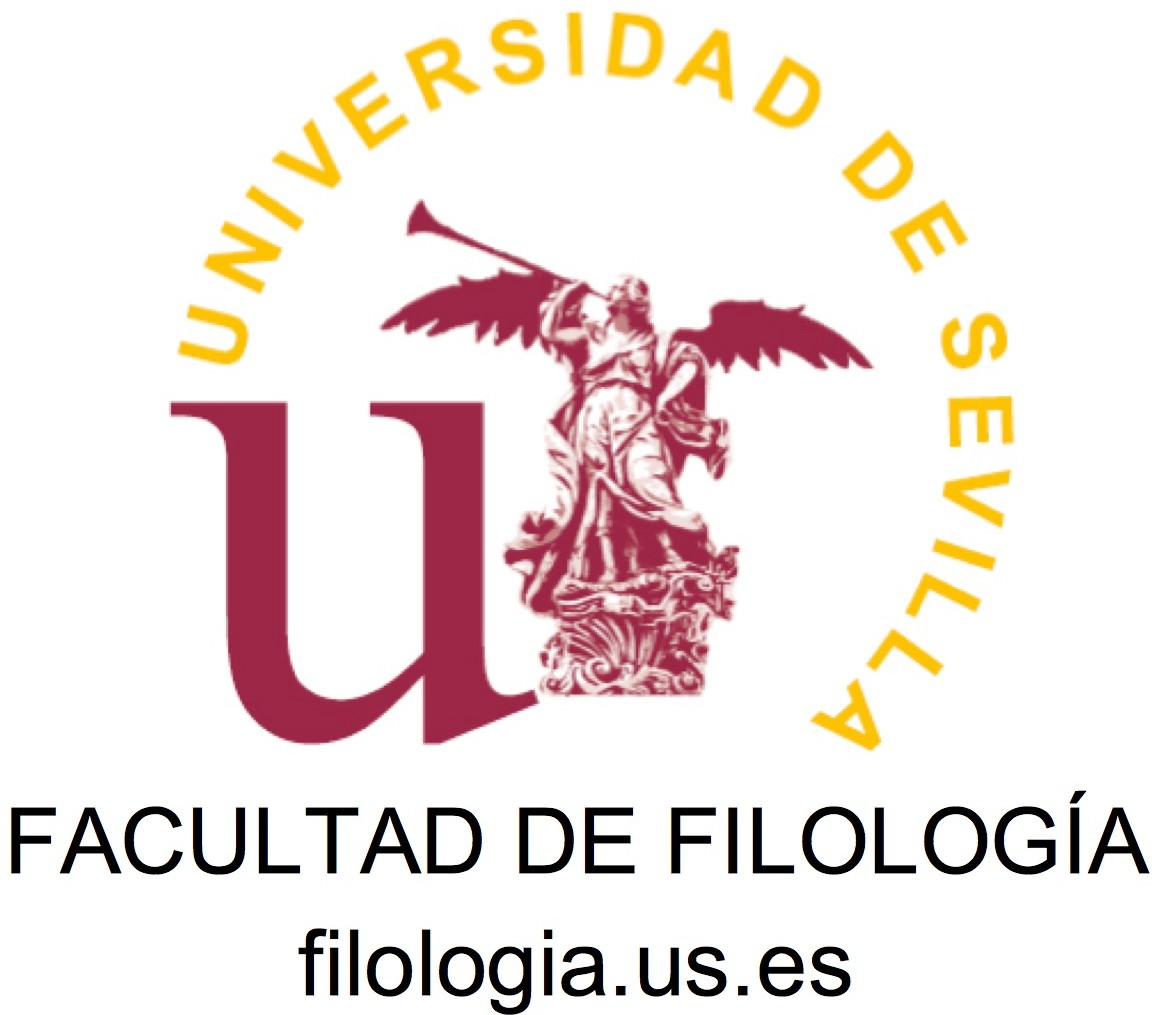 UNIVERSIDAD DE SEVILLA
u
FACULTAD DE FILOLOGÍA
filologia.us.es